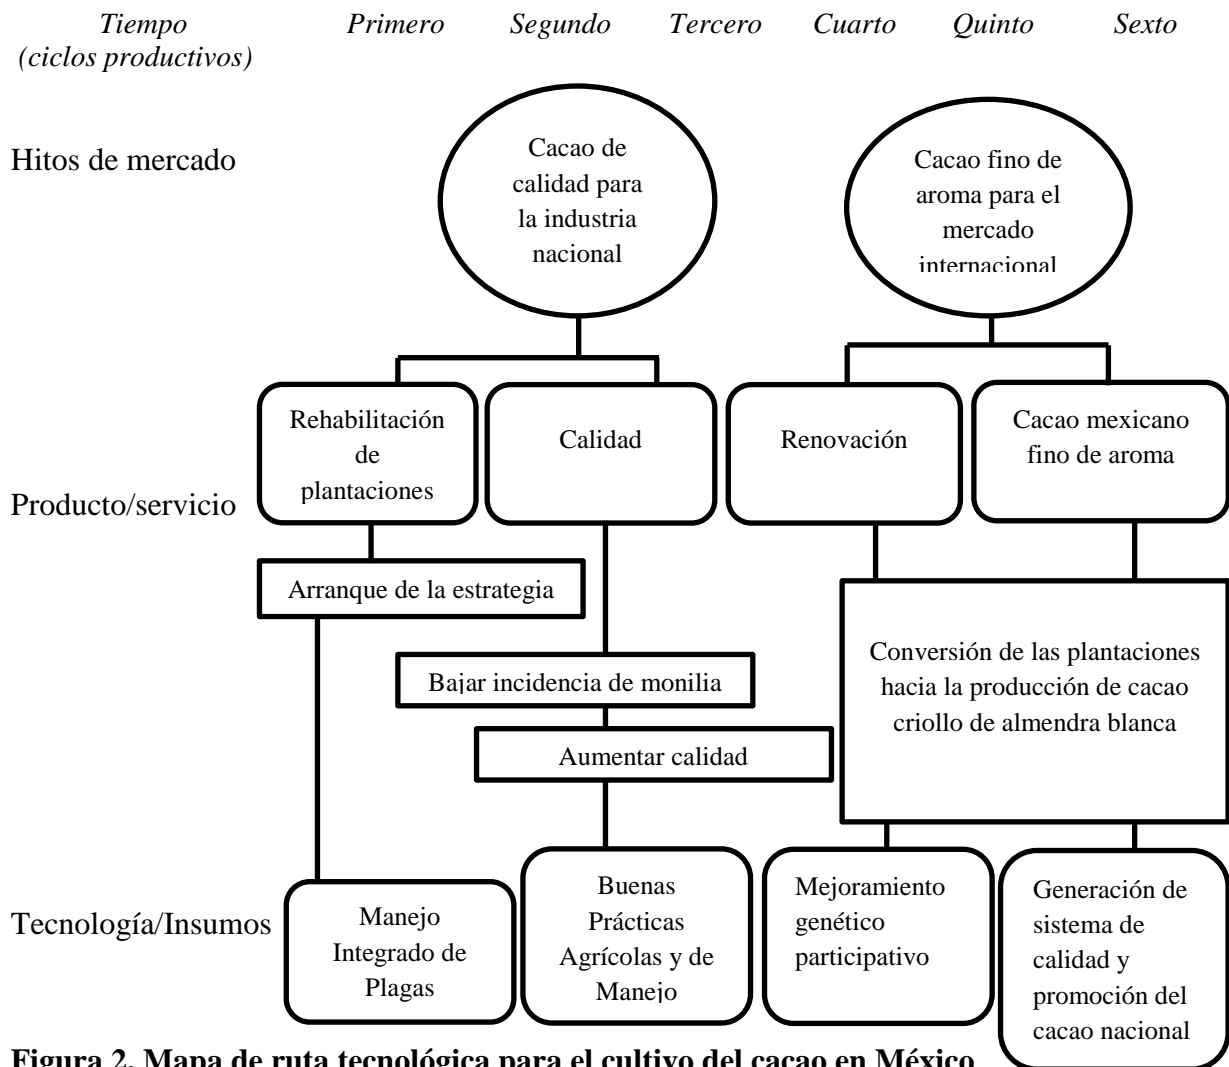 Tiempo Primero Segundo Tercero Cuarto Quinto Sexto
(ciclos productivos)
Hitos de mercado
Cacao de
calidad para
la industria
nacional
Cacao fino de
aroma para el
mercado
internacional
Producto/servicio
Rehabilitación
de
plantaciones
Calidad
Renovación
Cacao mexicano
fino de aroma
Arranque de la estrategia
Bajar incidencia de monilia
Aumentar calidad
Conversión de las plantaciones
hacia la producción de cacao
criollo de almendra blanca
Tecnología/Insumos
Manejo
Integrado de
Plagas
Buenas
Prácticas
Agrícolas y de
Manejo
Mejoramiento
genético
participativo
Generación de
sistema de
calidad y
promoción del
cacao nacional
Figura 2. Mapa de ruta tecnológica para el cultivo del cacao en México